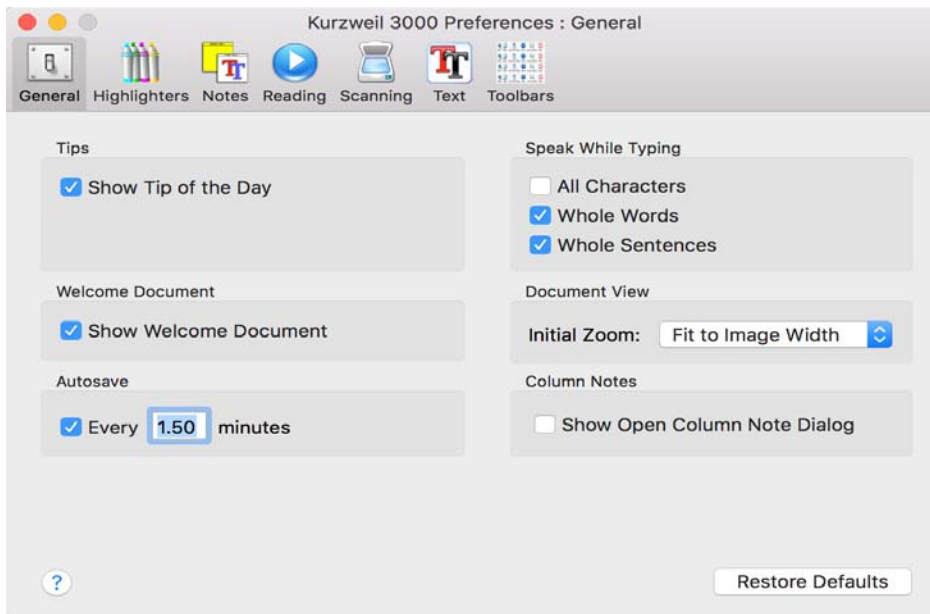 Kurzweil 3000 Preferences : General
General Highlighters Notes Reading Scanning Text Toolbars
Tips
Show Tip of the Day
Speak While Typing
All Characters
Whole Words
Whole Sentences
Welcome Document
Show Welcome Document
Document View
Initial Zoom: Fit to Image Width
Autosave
Every 1.50 minutes
Column Notes
Show Open Column Note Dialog
?
Restore Defaults